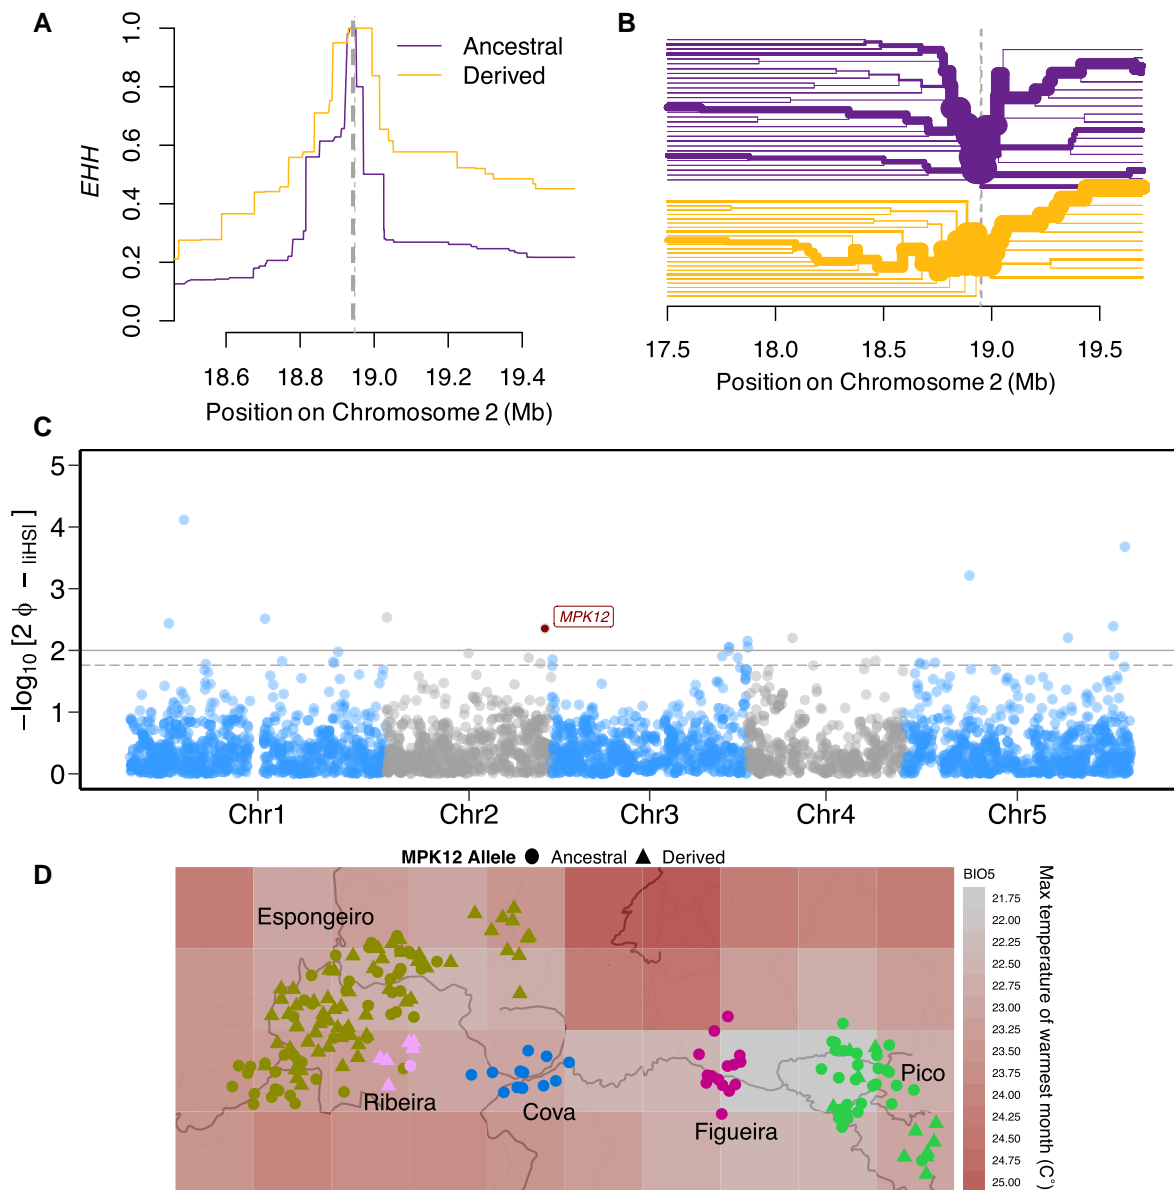 A
EHH
0.0 0.2 0.4 0.6 0.8 1.0
Ancestral
Derived
18.6 18.8 19.0 19.2 19.4
Position on Chromosome 2 (Mb)
B
17.5 18.0 18.5 19.0 19.5
Position on Chromosome 2 (Mb)
C
−log10 [2 ϕ − |iHS|]
5
4
3
2
1
0
MPK12
Chr1 Chr2 Chr3 Chr4 Chr5
D
MPK12 Allele Ancestral Derived
Espongeiro
Ribeira
Cova
Figueira
Pico
BIO5
21.75
22.00
22.25
22.50
22.75
23.00
23.25
23.50
23.75
24.00
24.25
24.50
24.75
25.00
Max temperature of warmest month (C°)